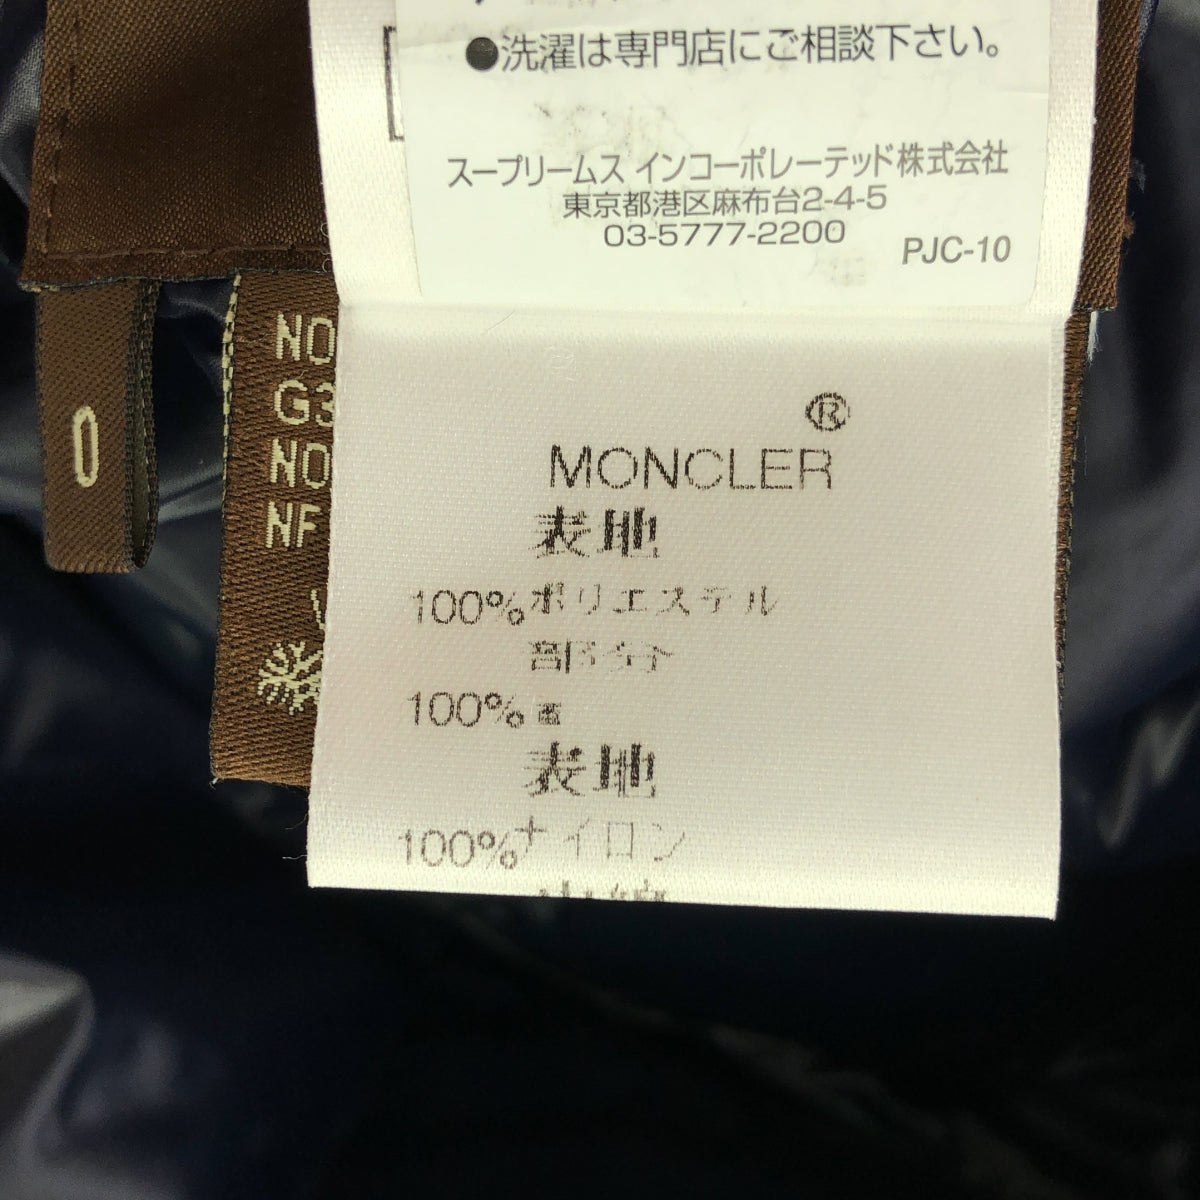 ●洗濯は専門店にご相談下さい。
スープリームス インコーポレーテッド株式会社
東京都港区麻布台2-4-5
03-5777-2200
PJC-10
0
NO
G3
NO
NF
®
MONCLER
表地
100%ポリエステル
部分
100%
表地
100%ナイロン